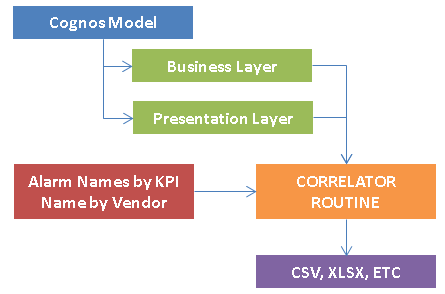 Cognos Model
Business Layer
Presentation Layer
Alarm Names by KPI
Name by Vendor
CORRELATOR
ROUTINE
CSV, XLSX, ETC